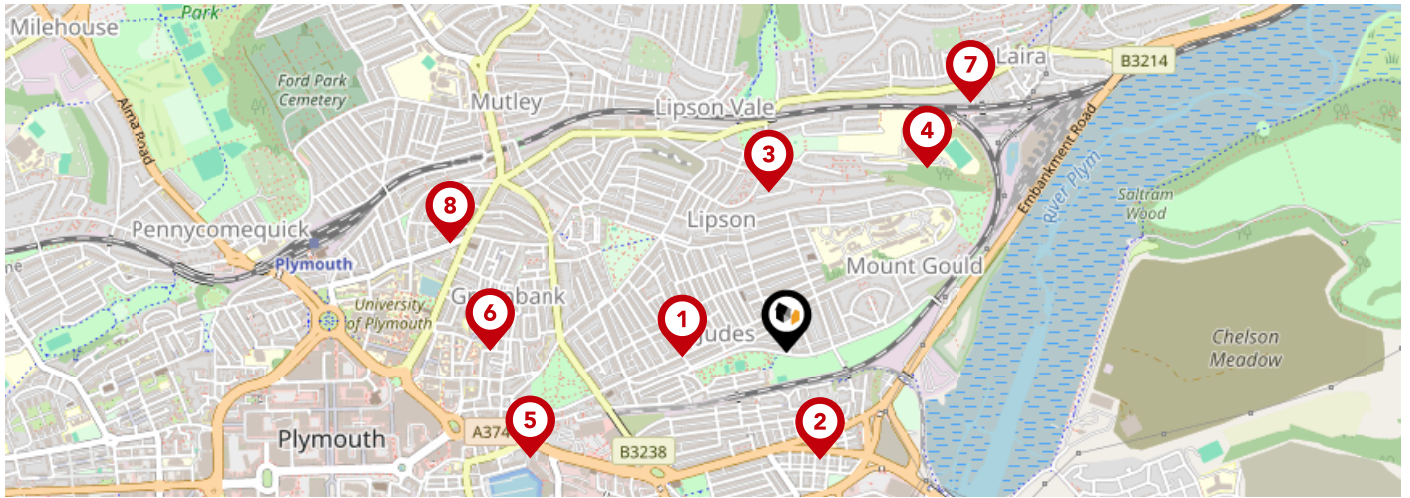 Milehouse
Park
Ford Park
Cemetery
Alma Road
Mutley
Lipson Vale
7
Laira
B3214
4
3
Embankment Road
River Plym
Saltram
Wood
8
Lipson
Pennycomequick
Plymouth
Mount Gould
University
of Plymouth
6
1
Chelson
Meadow
5
2
A374
B3238
Plymouth